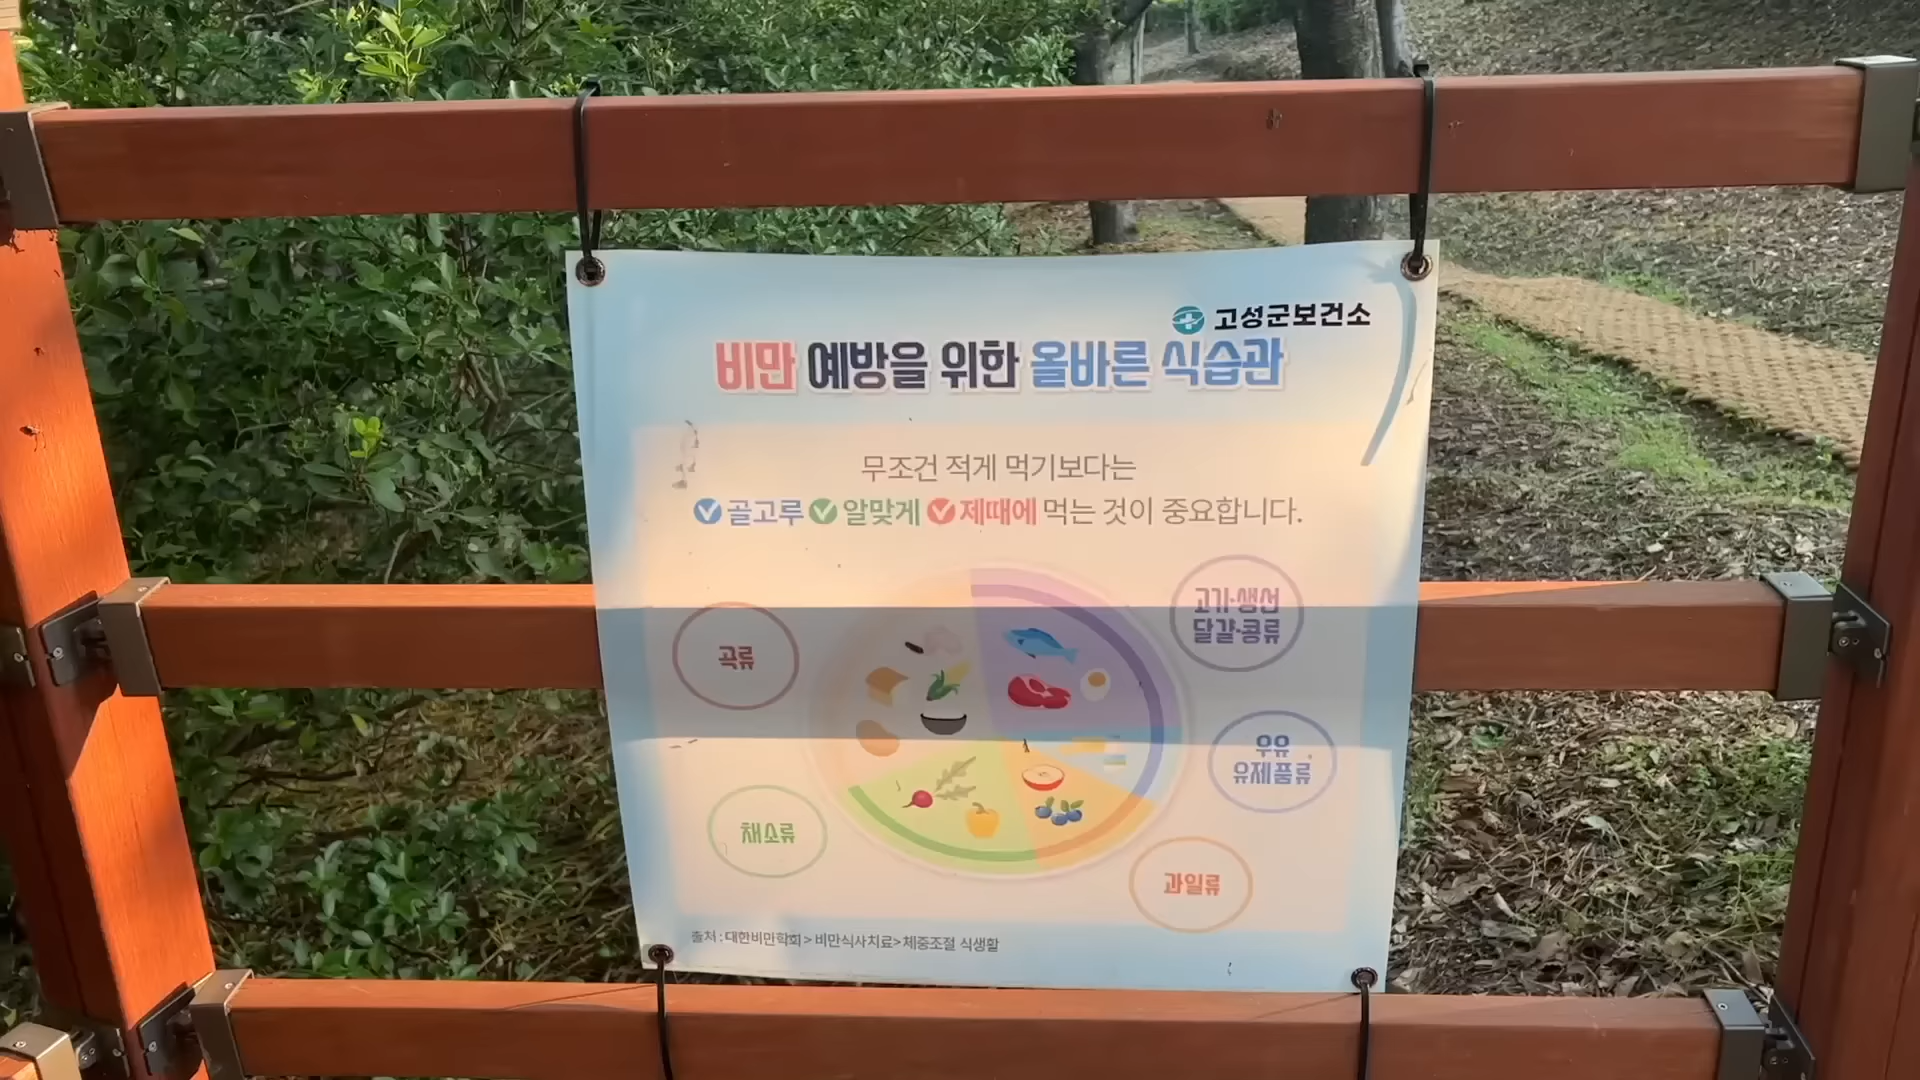 고성군보건소
비만 예방을 위한 올바른 식습관
무조건 적게 먹기보다는
골고루 알맞게 제때에 먹는 것이 중요합니다.
고기·생선
달걀·콩류
곡류
우유
유제품류
채소류
과일류
출처 : 대한비만학회 > 비만식사치료> 체중조절 식생활